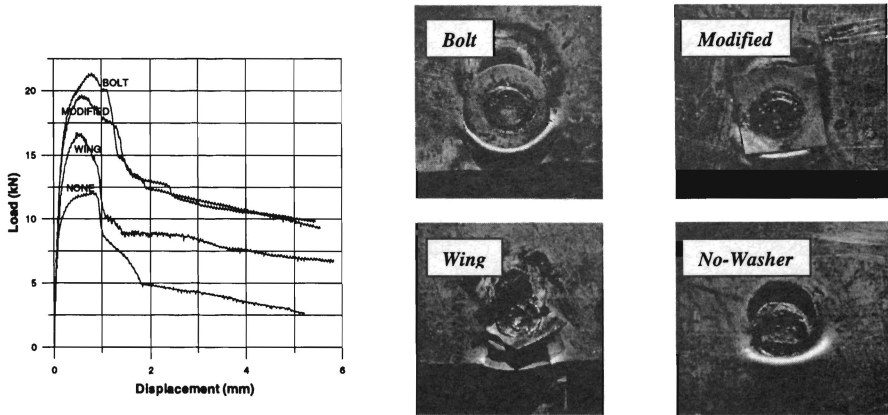 Load (kN)
20
15
10
5
0
0
2
4
6
Displacement (mm)
BOLT
MODIFIED
WING
NONE
Bolt
Modified
Wing
No-Washer